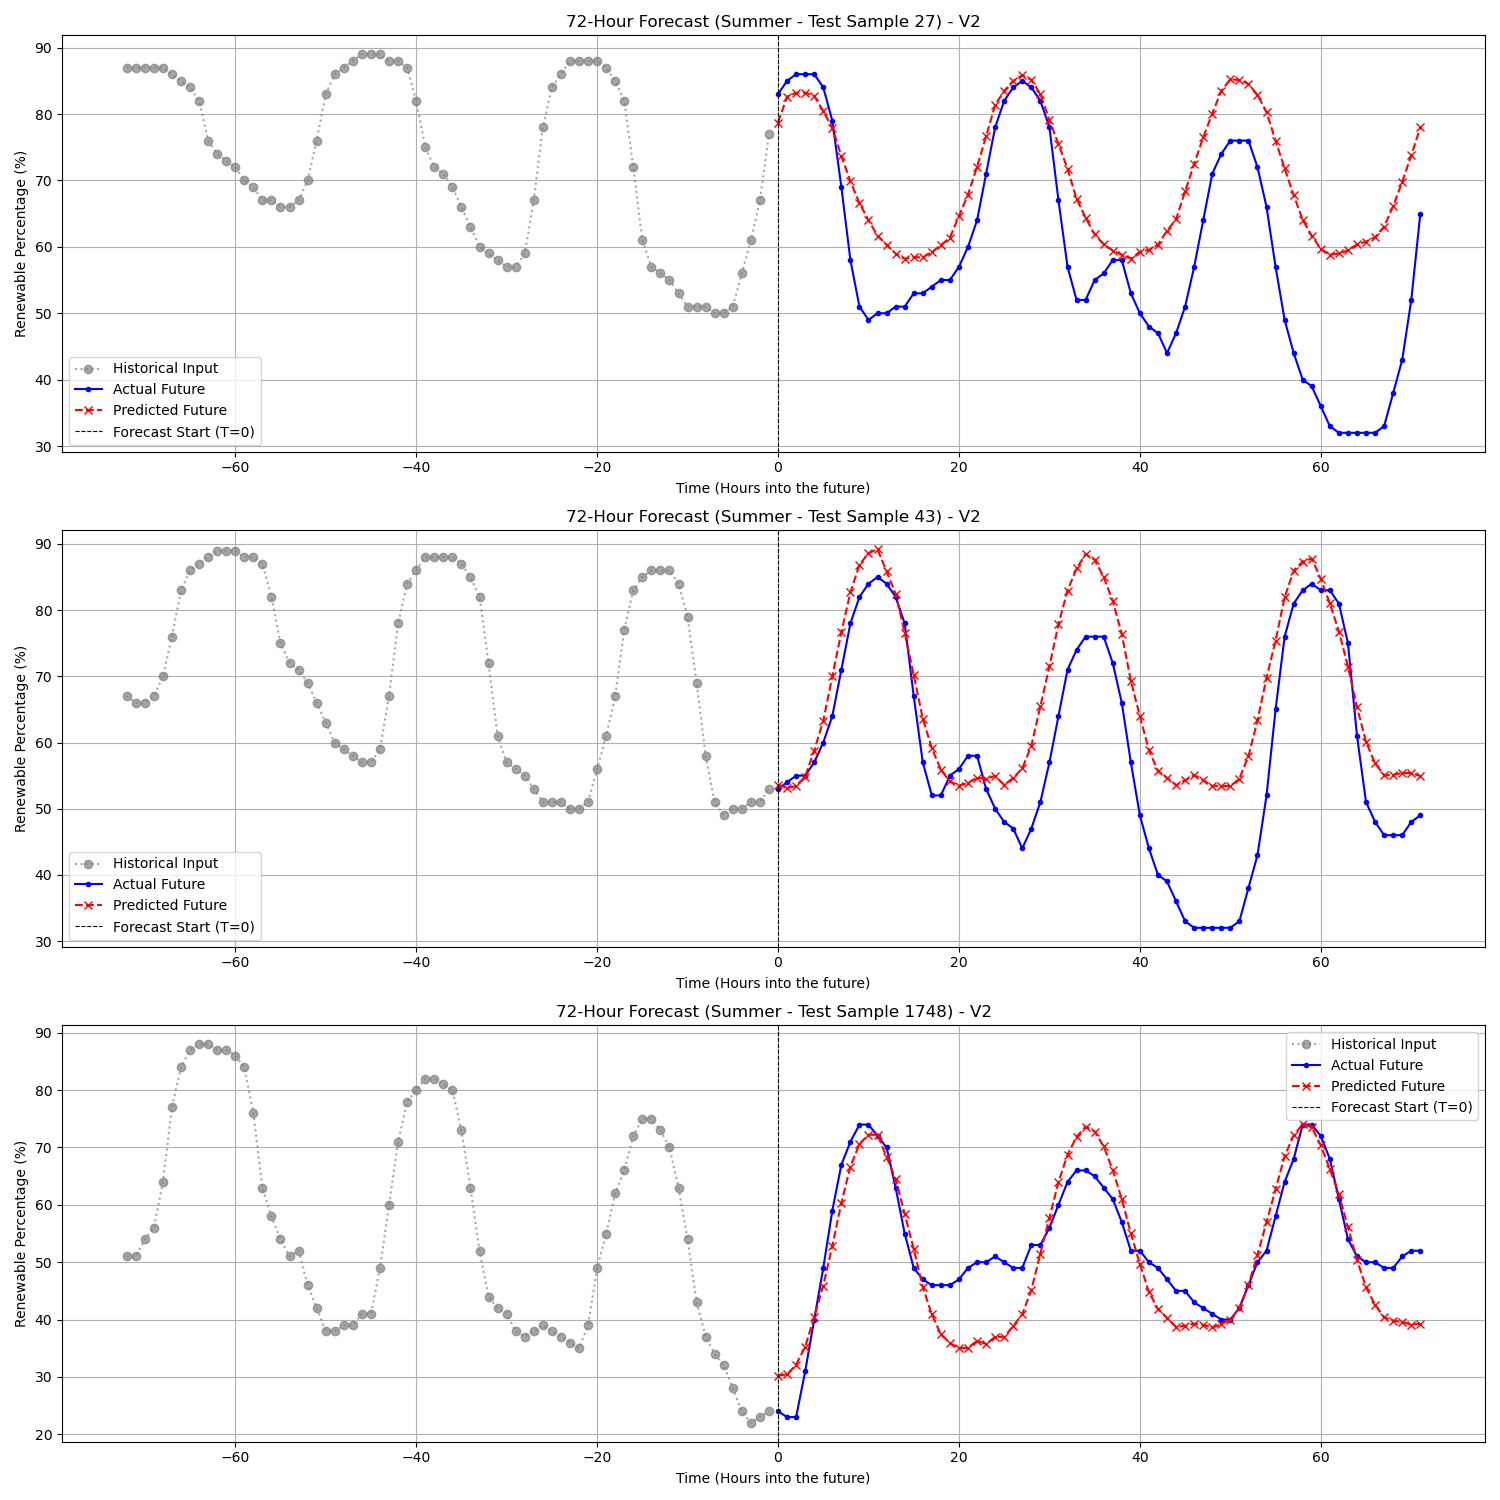 72-Hour Forecast (Summer - Test Sample 27) - V2
Renewable Percentage (%)
90
80
70
60
50
40
30
Historical Input
Actual Future
Predicted Future
Forecast Start (T=0)
−60
−40
−20
0
20
40
60
Time (Hours into the future)
72-Hour Forecast (Summer - Test Sample 43) - V2
Renewable Percentage (%)
90
80
70
60
50
40
30
Historical Input
Actual Future
Predicted Future
Forecast Start (T=0)
−60
−40
−20
0
20
40
60
Time (Hours into the future)
72-Hour Forecast (Summer - Test Sample 1748) - V2
Renewable Percentage (%)
90
80
70
60
50
40
30
20
Historical Input
Actual Future
Predicted Future
Forecast Start (T=0)
−60
−40
−20
0
20
40
60
Time (Hours into the future)